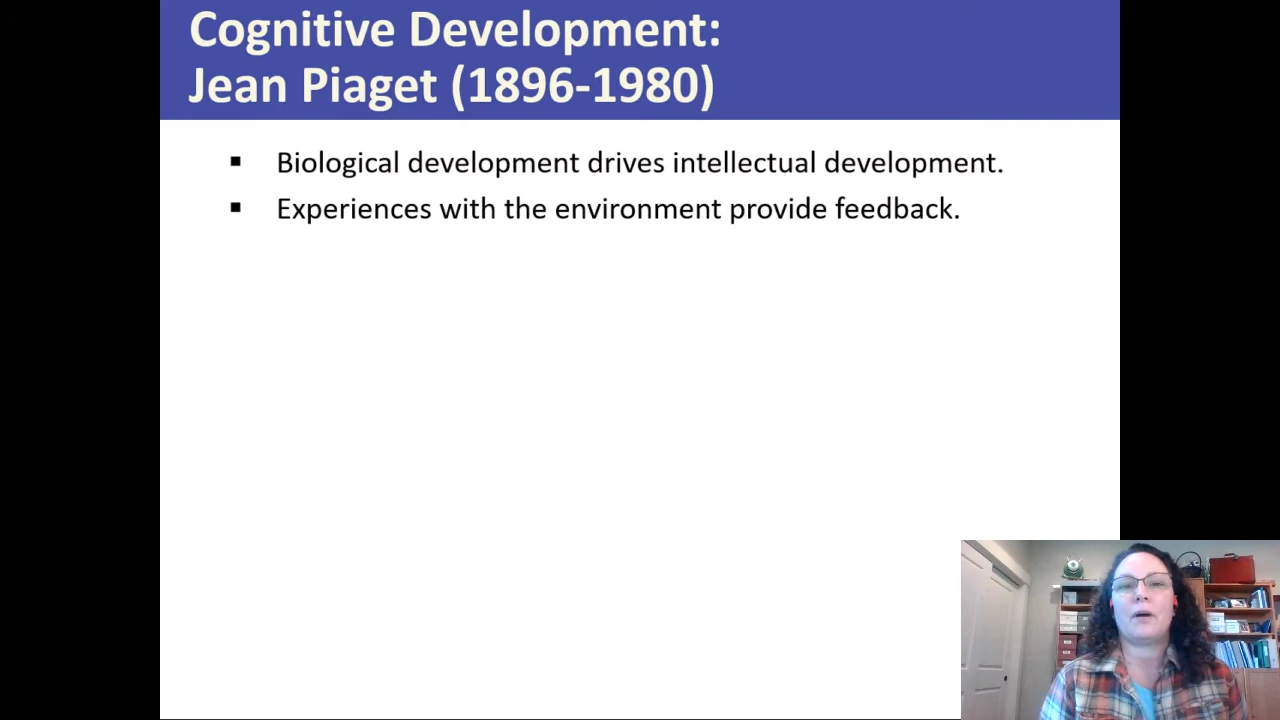 Cognitive Development:
Jean Piaget (1896-1980)
▪ Biological development drives intellectual development.
▪ Experiences with the environment provide feedback.